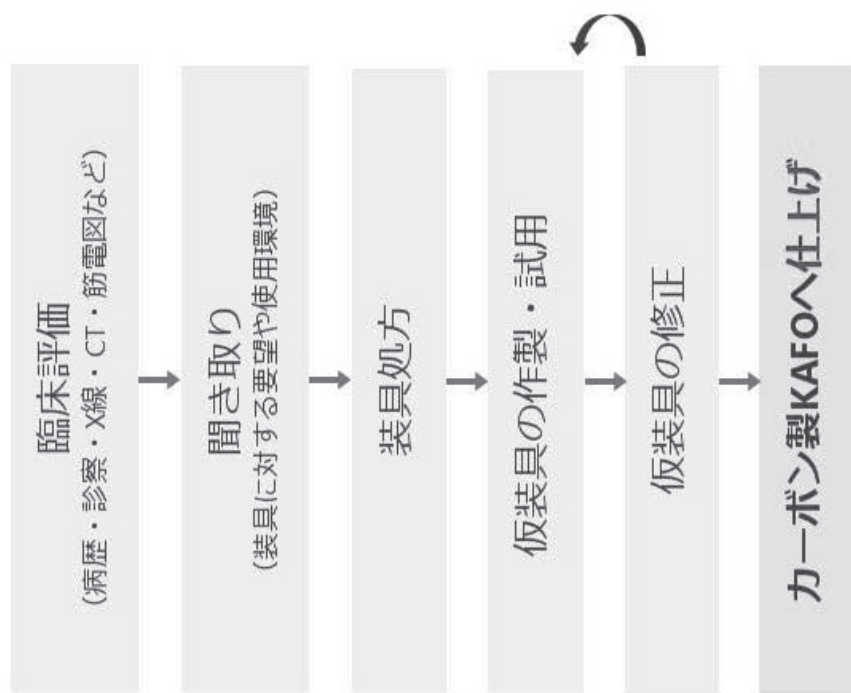 臨床評価
(病歴・診察・X線・CT・筋電図など)
聞き取り
(装具に対する要望や使用環境)
装具処方
仮装具の作製・試用
仮装具の修正
カーボン製KAFOへ仕上げ